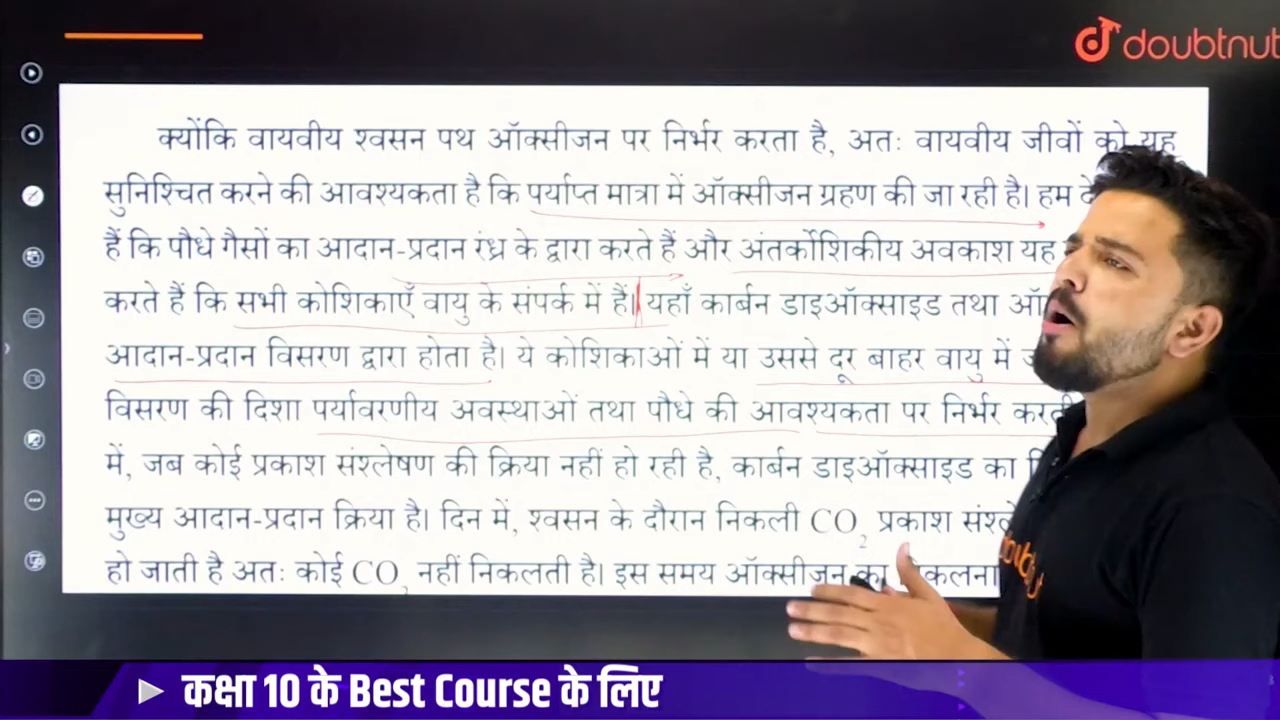 doubtnut
क्योंकि वायवीय श्वसन पथ ऑक्सीजन पर निर्भर करता है, अतः वायवीय जीवों को यह
सुनिश्चित करने की आवश्यकता है कि पर्याप्त मात्रा में ऑक्सीजन ग्रहण की जा रही है। हम
हैं कि पौधे गैसों का आदान-प्रदान रंध्र के द्वारा करते हैं और अंतर्कोशिकीय अवकाश यह
करते हैं कि सभी कोशिकाएँ वायु के संपर्क में हैं। यहाँ कार्बन डाइऑक्साइड तथा
आदान-प्रदान विसरण द्वारा होता है। ये कोशिकाओं में या उससे दूर बाहर वायु में
विसरण की दिशा पर्यावरणीय अवस्थाओं तथा पौधे की आवश्यकता पर निर्भर करती
में, जब कोई प्रकाश संश्लेषण की क्रिया नहीं हो रही है, कार्बन डाइऑक्साइड का
मुख्य आदान-प्रदान क्रिया है। दिन में, श्वसन के दौरान निकली CO₂ प्रकाश
हो जाती है अतः कोई CO₂ नहीं निकलती है। इस समय ऑक्सीजन का
कक्षा 10 के Best Course के लिए